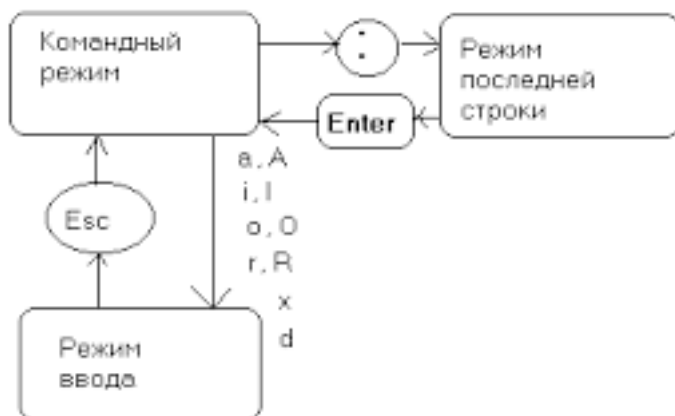 Командный
режим
:
Режим
последней
строки
Enter
a, A
i, I
o, O
r, R
x
d
Esc
Режим
ввода